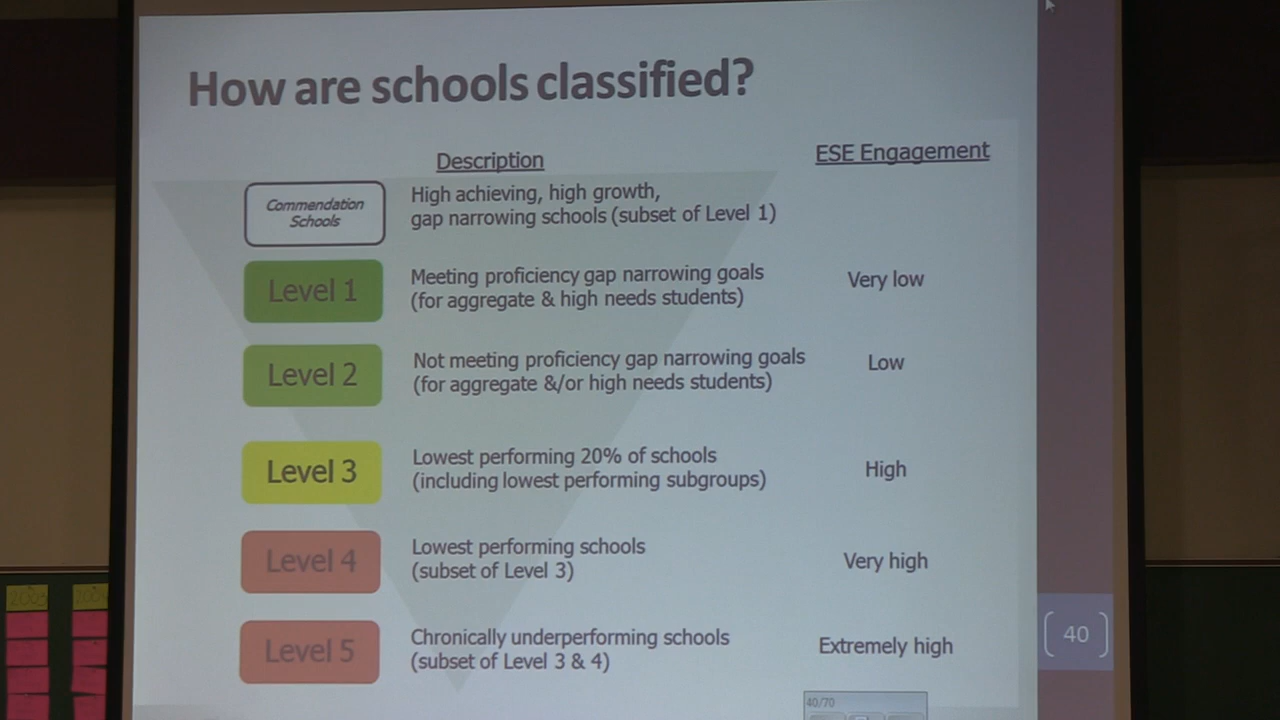 How are schools classified?
Description
ESE Engagement
Commendation
Schools
High achieving, high growth,
gap narrowing schools (subset of Level 1)
Level 1
Meeting proficiency gap narrowing goals
(for aggregate & high needs students)
Very low
Level 2
Not meeting proficiency gap narrowing goals
(for aggregate &/or high needs students)
Low
Level 3
Lowest performing 20% of schools
(including lowest performing subgroups)
High
Level 4
Lowest performing schools
(subset of Level 3)
Very high
Level 5
Chronically underperforming schools
(subset of Level 3 & 4)
Extremely high
40
40/70